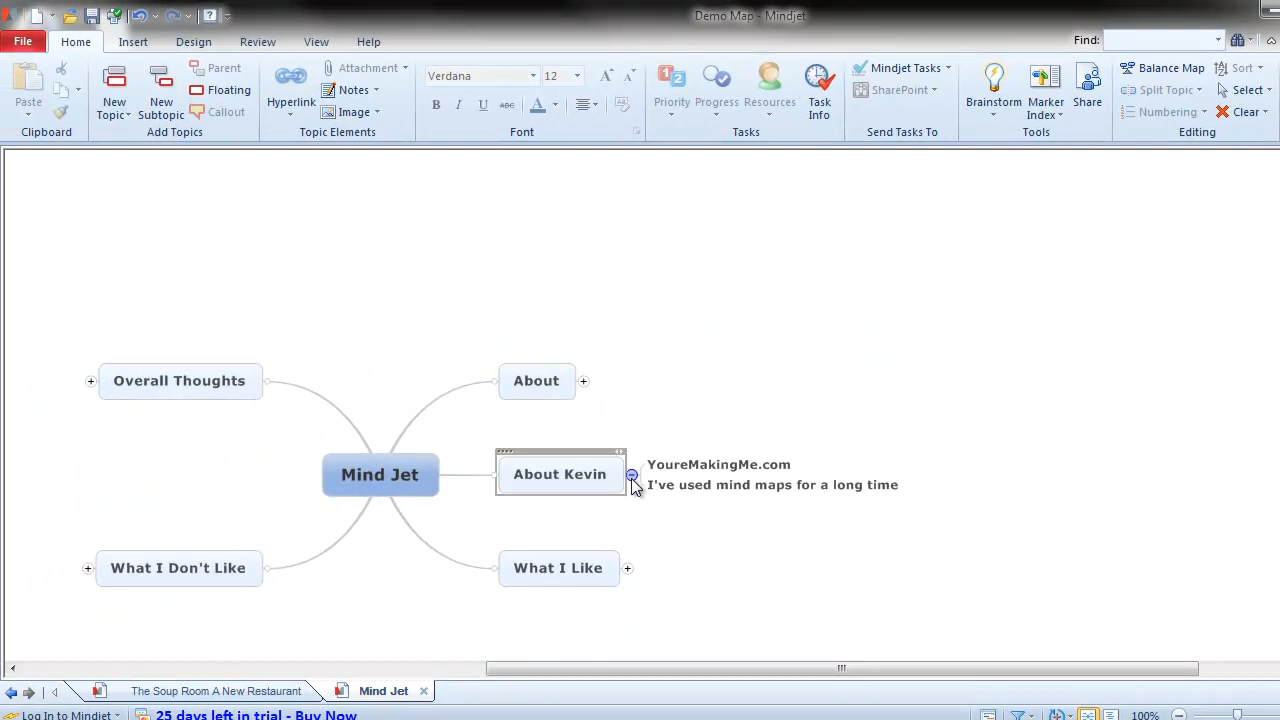 Demo Map - Mindjet
File Home Insert Design Review View Help Find:
Paste
Clipboard
New Topic
New Subtopic
Parent
Floating
Callout
Add Topics
Hyperlink
Attachment
Notes
Image
Topic Elements
Verdana 12
B I U ABC A
Font
Priority
Progress
Resources
Task Info
Tasks
Mindjet Tasks
SharePoint
Send Tasks To
Brainstorm
Marker Index
Share
Tools
Balance Map
Split Topic
Numbering
Sort
Select
Clear
Editing
Overall Thoughts
About
Mind Jet
About Kevin
YoureMakingMe.com
I've used mind maps for a long time
What I Don't Like
What I Like
The Soup Room A New Restaurant
Mind Jet
Log In to Mindjet
25 days left in trial - Buy Now
100%